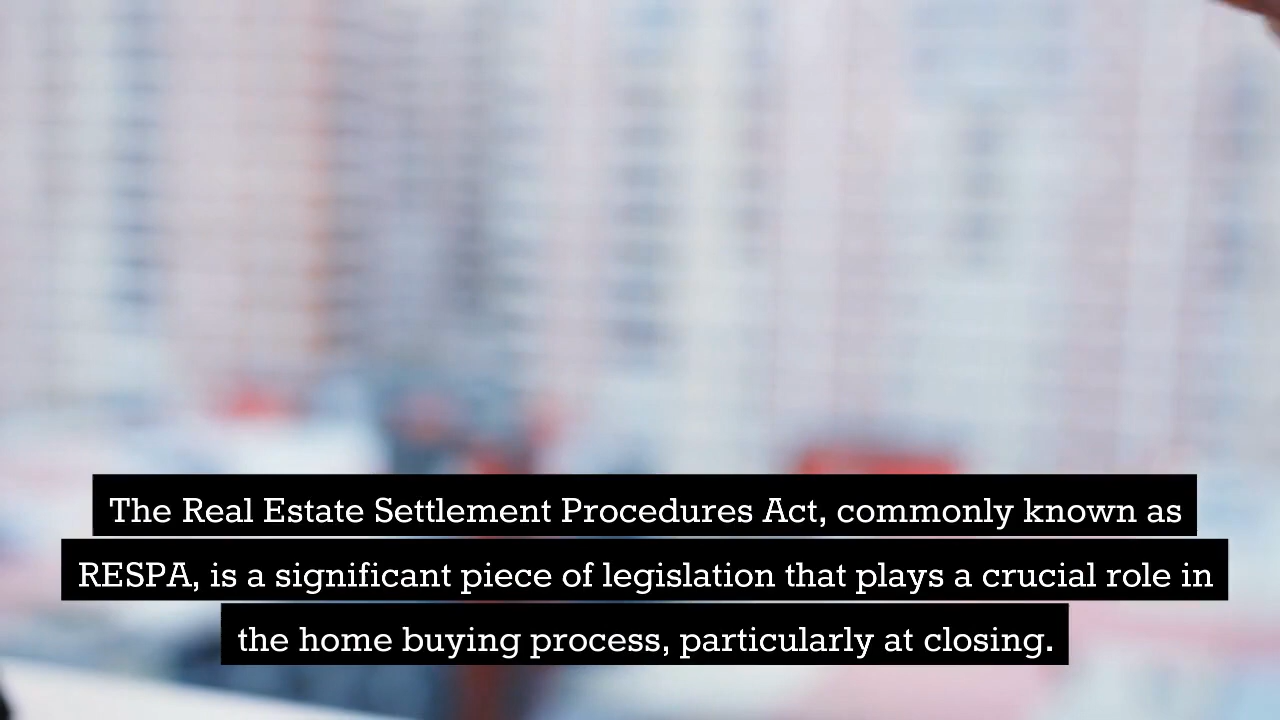 The Real Estate Settlement Procedures Act, commonly known as
RESPA, is a significant piece of legislation that plays a crucial role in
the home buying process, particularly at closing.